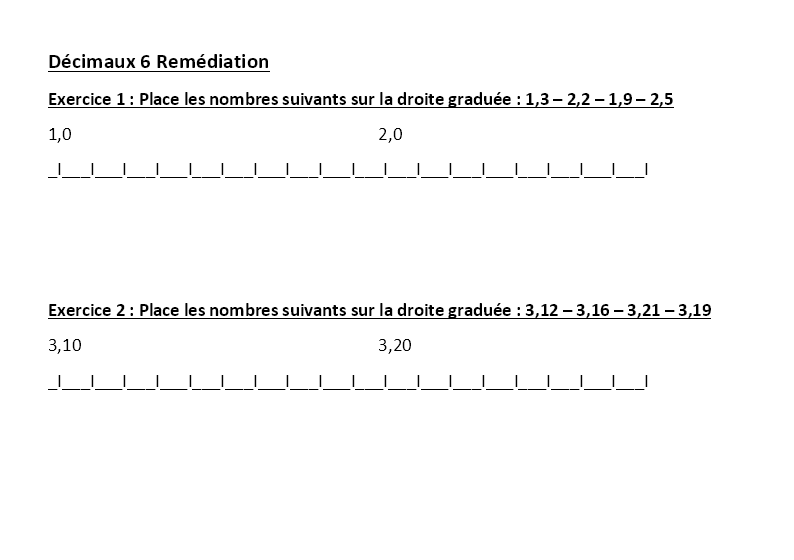 Décimaux 6 Remédiation
Exercice 1 : Place les nombres suivants sur la droite graduée : 1,3 – 2,2 – 1,9 – 2,5
1,0 2,0
_I___I___I___I___I___I___I___I___I___I___I___I___I___I___I___I___I___I___I
Exercice 2 : Place les nombres suivants sur la droite graduée : 3,12 – 3,16 – 3,21 – 3,19
3,10 3,20
_I___I___I___I___I___I___I___I___I___I___I___I___I___I___I___I___I___I___I